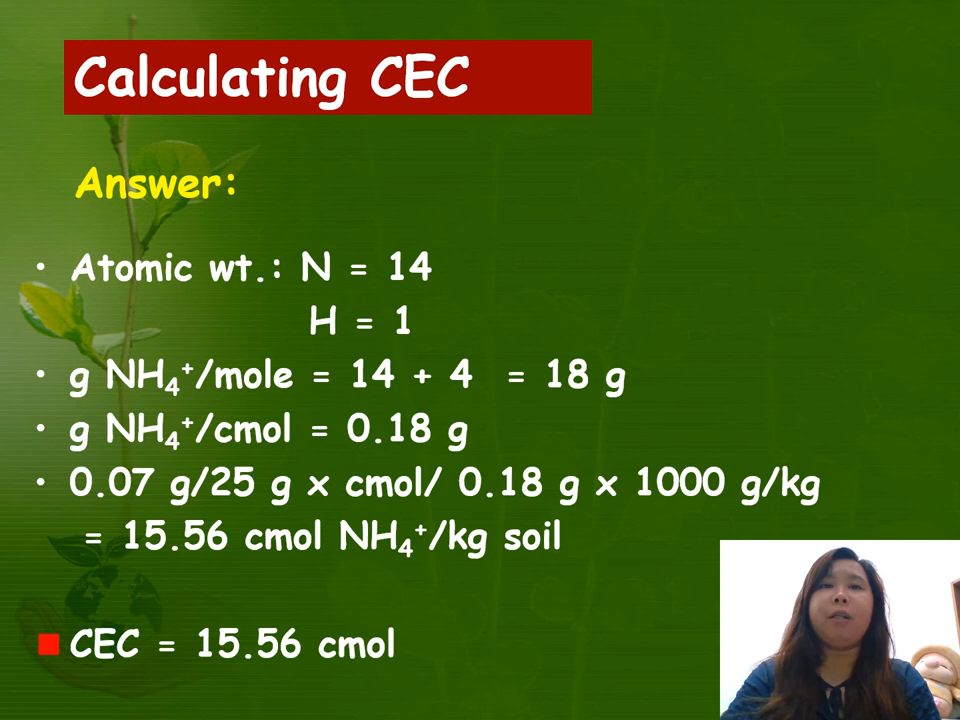 Calculating CEC
Answer:
• Atomic wt.: N = 14
H = 1
• g NH₄⁺/mole = 14 + 4 = 18 g
• g NH₄⁺/cmol = 0.18 g
• 0.07 g/25 g x cmol/ 0.18 g x 1000 g/kg
= 15.56 cmol NH₄⁺/kg soil
■ CEC = 15.56 cmol